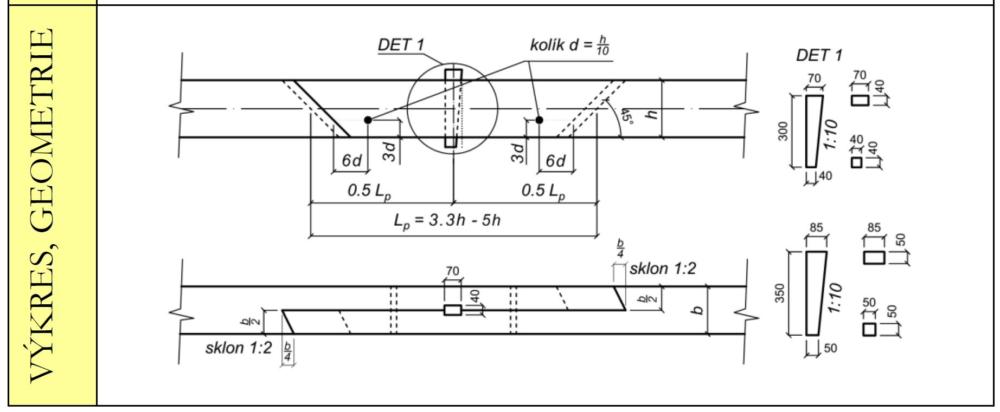 VÝKRES, GEOMETRIE
DET 1
kolík d = h/10
45°
h
6d
3d
3d
6d
0.5 Lp
0.5 Lp
Lp = 3.3h - 5h
DET 1
70
70
40
300
1:10
40
40
40
b/4
sklon 1:2
70
40
b/2
b
b/2
sklon 1:2
b/4
85
85
50
350
1:10
50
50
50